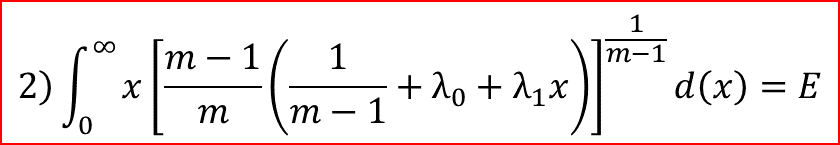 2) ∫₀^∞ x [ (m − 1)/m ( 1/(m − 1) + λ₀ + λ₁x ) ]^(1/(m−1)) d(x) = E